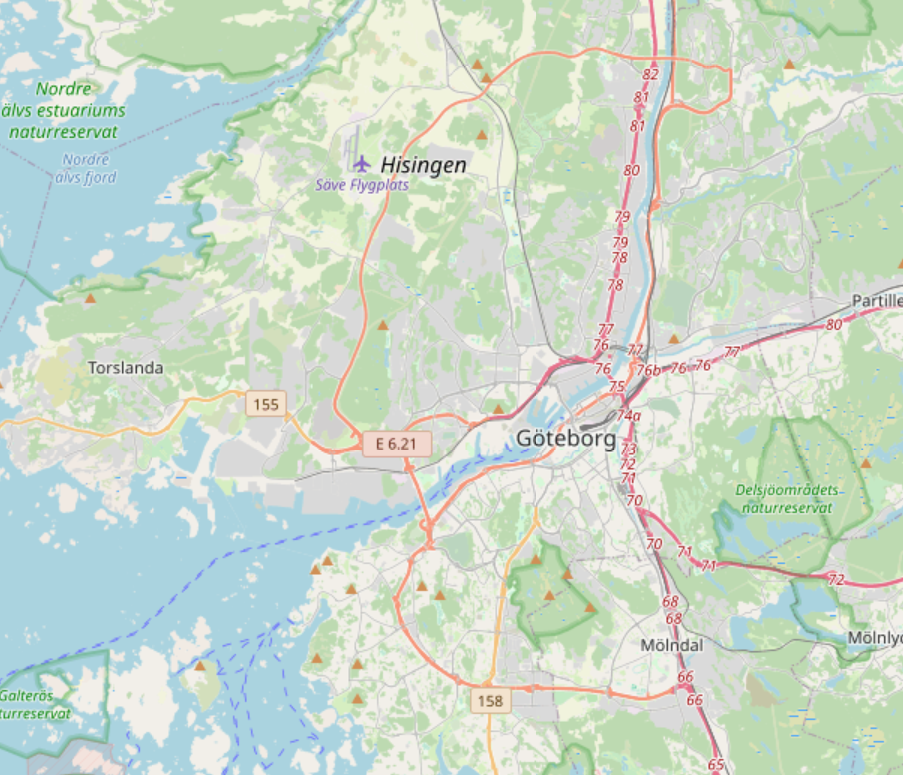 82
Nordre
älvs estuariums
naturreservat
81
81
Nordre
älvs fjord
Hisingen
80
Säve Flygplats
79
79
78
78
Partille
77
80
76
77
77
Torslanda
76
76b
76
76
75
155
74a
E 6.21
Göteborg
73
72
71
Delsjöområdets
naturreservat
70
70
71
71
72
68
68
Mölndal
Mölnlyc
66
Galterös
turreservat
158
66
65